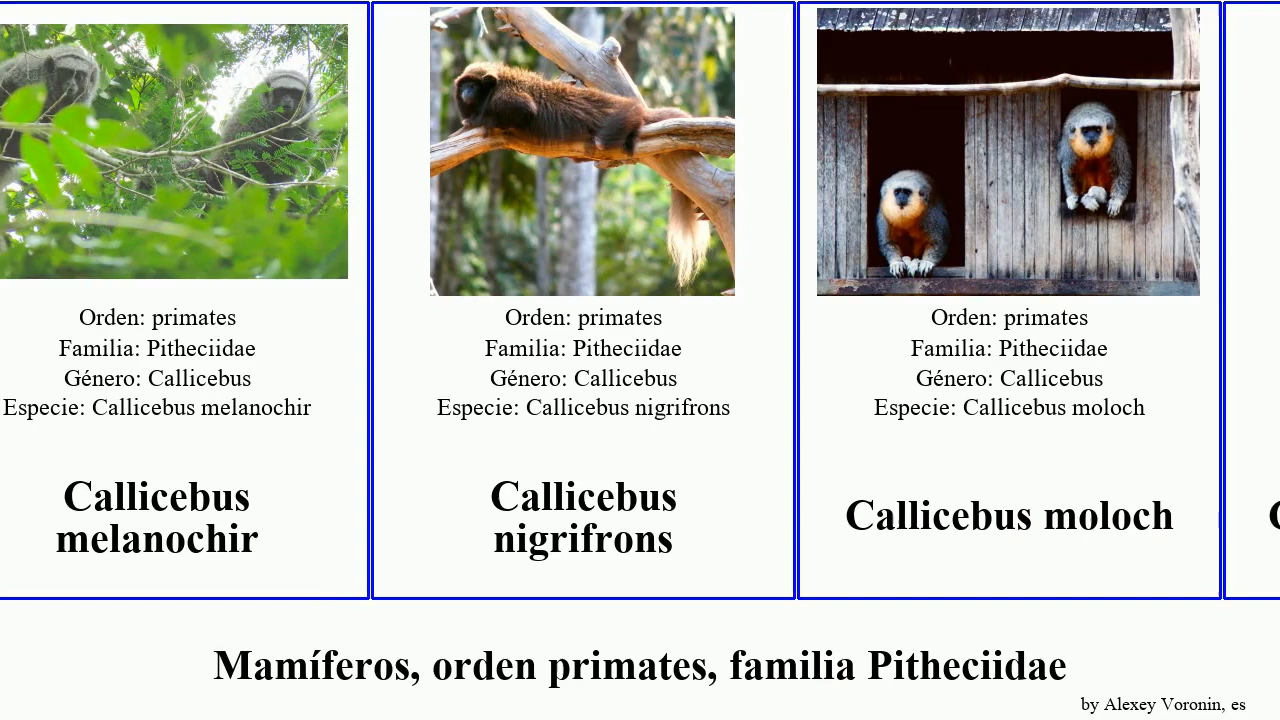 Orden: primates
Familia: Pitheciidae
Género: Callicebus
Especie: Callicebus melanochir
Callicebus
melanochir
Orden: primates
Familia: Pitheciidae
Género: Callicebus
Especie: Callicebus nigrifrons
Callicebus
nigrifrons
Orden: primates
Familia: Pitheciidae
Género: Callicebus
Especie: Callicebus moloch
Callicebus moloch
Mamíferos, orden primates, familia Pitheciidae
by Alexey Voronin, es